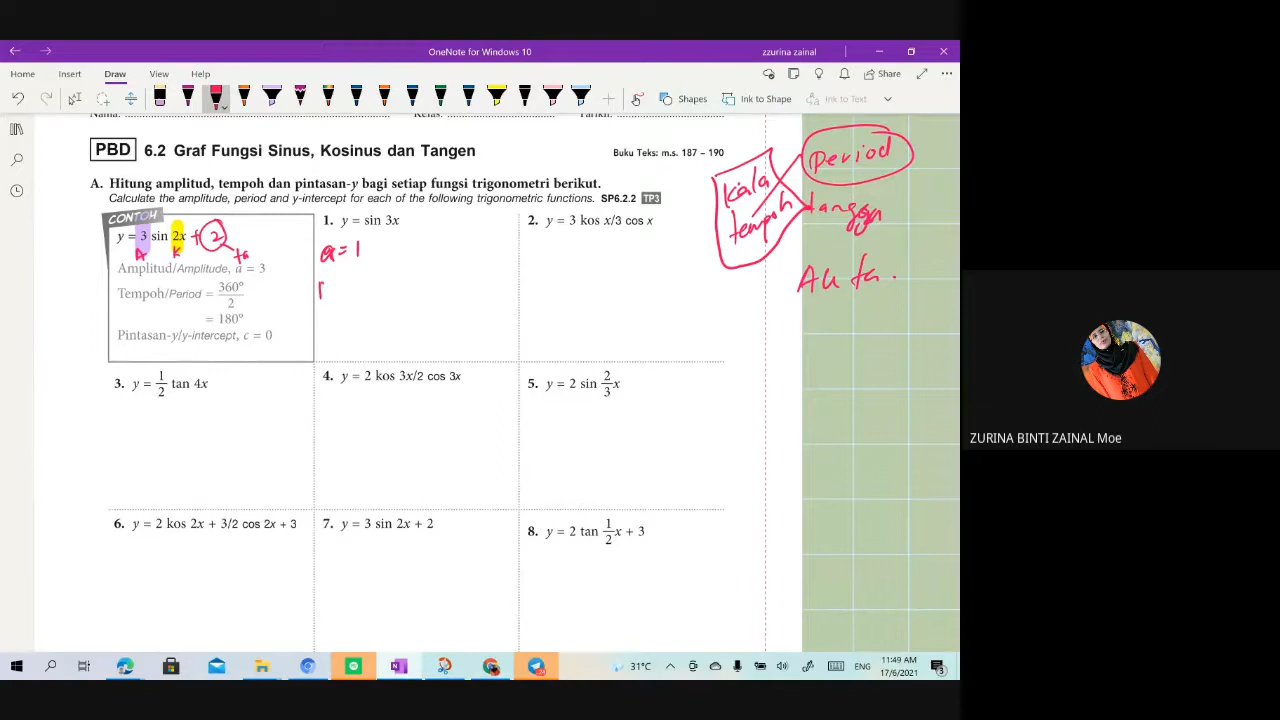 OneNote for Windows 10
zzurina zainal
Home Insert Draw View Help
Share
Shapes
Ink to Shape
Ink to Text
Nama: Kelas: Tarikh:
PBD 6.2 Graf Fungsi Sinus, Kosinus dan Tangen
Buku Teks: m.s. 187 – 190
A. Hitung amplitud, tempoh dan pintasan-y bagi setiap fungsi trigonometri berikut.
Calculate the amplitude, period and y-intercept for each of the following trigonometric functions. SP6.2.2 TP3
CONTOH
y = 3 sin 2x + 2
A K ta
Amplitud/Amplitude, a = 3
Tempoh/Period = 360°/2
= 180°
Pintasan-y/y-intercept, c = 0
1. y = sin 3x
a = 1
2. y = 3 kos x/3 cos x
3. y = 1/2 tan 4x
4. y = 2 kos 3x/2 cos 3x
5. y = 2 sin 2/3 x
6. y = 2 kos 2x + 3/2 cos 2x + 3
7. y = 3 sin 2x + 2
8. y = 2 tan 1/2 x + 3
period
kala
tempoh
tangga
ZURINA BINTI ZAINAL Moe
31°C
11:49 AM
17/6/2021